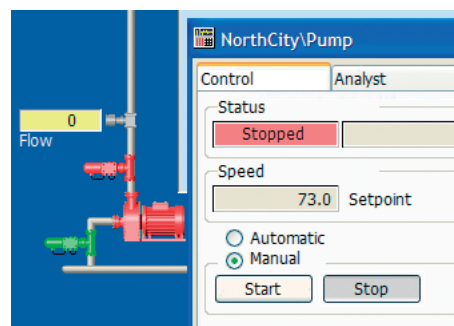 NorthCity\Pump
Control
Analyst
Status
Stopped
0
Flow
Speed
73.0 Setpoint
Automatic
Manual
Start
Stop